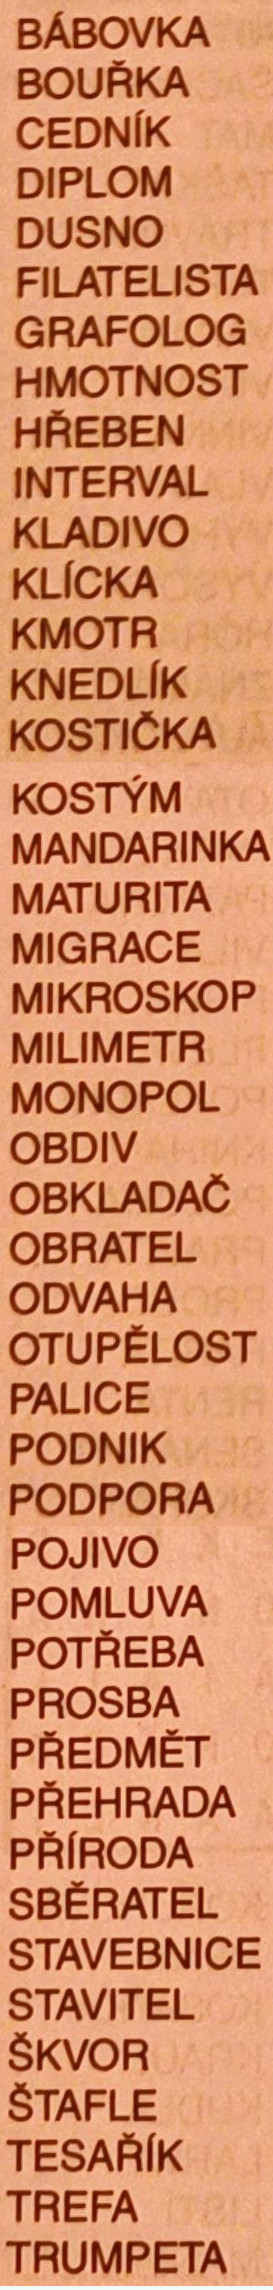 BÁBOVKA
BOUŘKA
CEDNÍK
DIPLOM
DUSNO
FILATELISTA
GRAFOLOG
HMOTNOST
HŘEBEN
INTERVAL
KLADIVO
KLÍCKA
KMOTR
KNEDLÍK
KOSTIČKA
KOSTÝM
MANDARINKA
MATURITA
MIGRACE
MIKROSKOP
MILIMETR
MONOPOL
OBDIV
OBKLADAČ
OBRATEL
ODVAHA
OTUPĚLOST
PALICE
PODNIK
PODPORA
POJIVO
POMLUVA
POTŘEBA
PROSBA
PŘEDMĚT
PŘEHRADA
PŘÍRODA
SBĚRATEL
STAVEBNICE
STAVITEL
ŠKVOR
ŠTAFLE
TESAŘÍK
TREFA
TRUMPETA